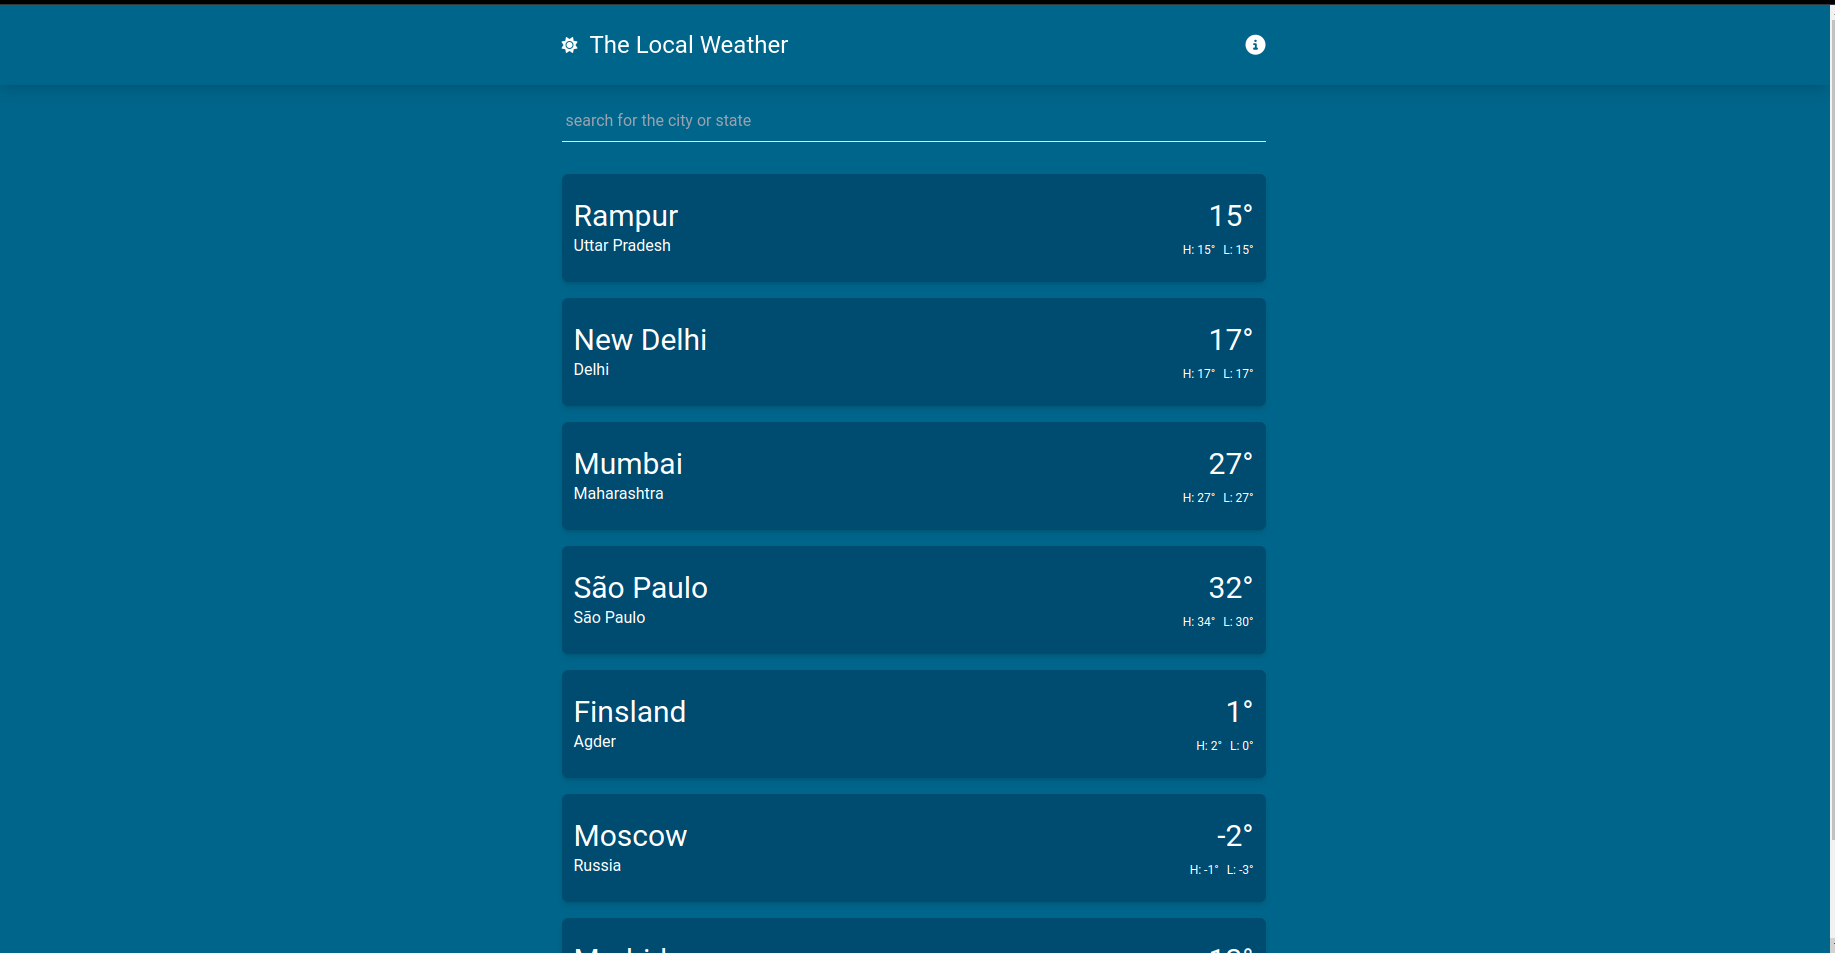 The Local Weather
search for the city or state
Rampur
15°
Uttar Pradesh
H: 15° L: 15°
New Delhi
17°
Delhi
H: 17° L: 17°
Mumbai
27°
Maharashtra
H: 27° L: 27°
São Paulo
32°
São Paulo
H: 34° L: 30°
Finsland
1°
Agder
H: 2° L: 0°
Moscow
-2°
Russia
H: -1° L: -3°